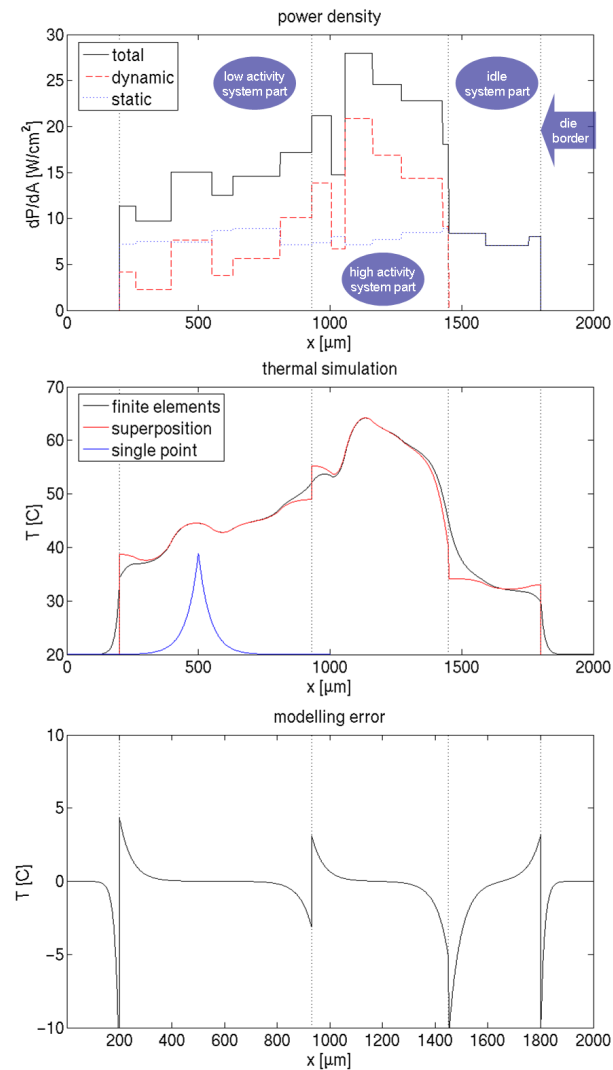 power density
30
25
20
15
10
5
0
dP/dA [W/cm²]
total
dynamic
static
low activity
system part
idle
system part
die
border
high activity
system part
0 500 1000 1500 2000
x [µm]
thermal simulation
70
60
50
40
30
20
T [C]
finite elements
superposition
single point
0 500 1000 1500 2000
x [µm]
modelling error
10
5
0
−5
−10
T [C]
200 400 600 800 1000 1200 1400 1600 1800 2000
x [µm]